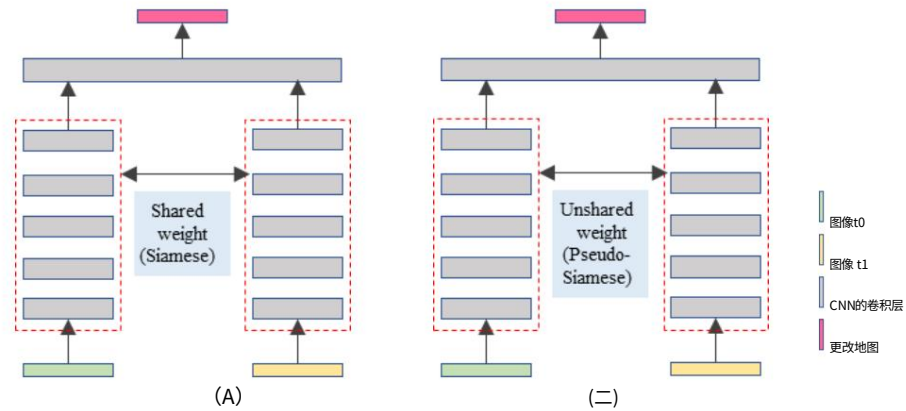 Shared
weight
(Siamese)
Unshared
weight
(Pseudo-
Siamese)
图像t0
图像 t1
CNN的卷积层
更改地图
（A）
(二)